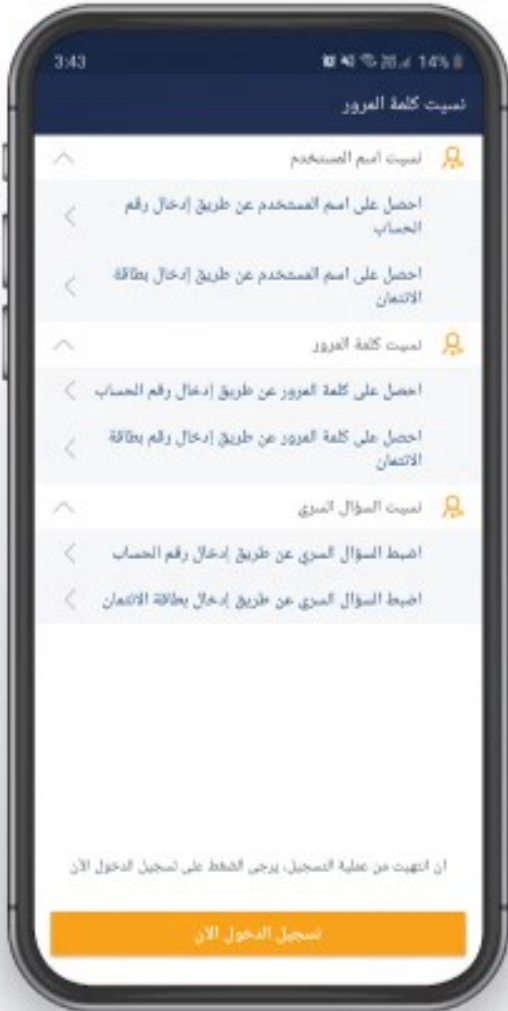 3:43
14%
نسيت كلمة المرور
نسيت اسم المستخدم
احصل على اسم المستخدم عن طريق إدخال رقم
الحساب
احصل على اسم المستخدم عن طريق إدخال بطاقة
الائتمان
نسيت كلمة المرور
احصل على كلمة المرور عن طريق إدخال رقم الحساب
احصل على كلمة المرور عن طريق إدخال رقم بطاقة
الائتمان
نسيت السؤال السري
اضبط السؤال السري عن طريق إدخال رقم الحساب
اضبط السؤال السري عن طريق إدخال بطاقة الائتمان
ان انتهيت من عملية التسجيل، يرجى الضغط على تسجيل الدخول الآن
تسجيل الدخول الآن